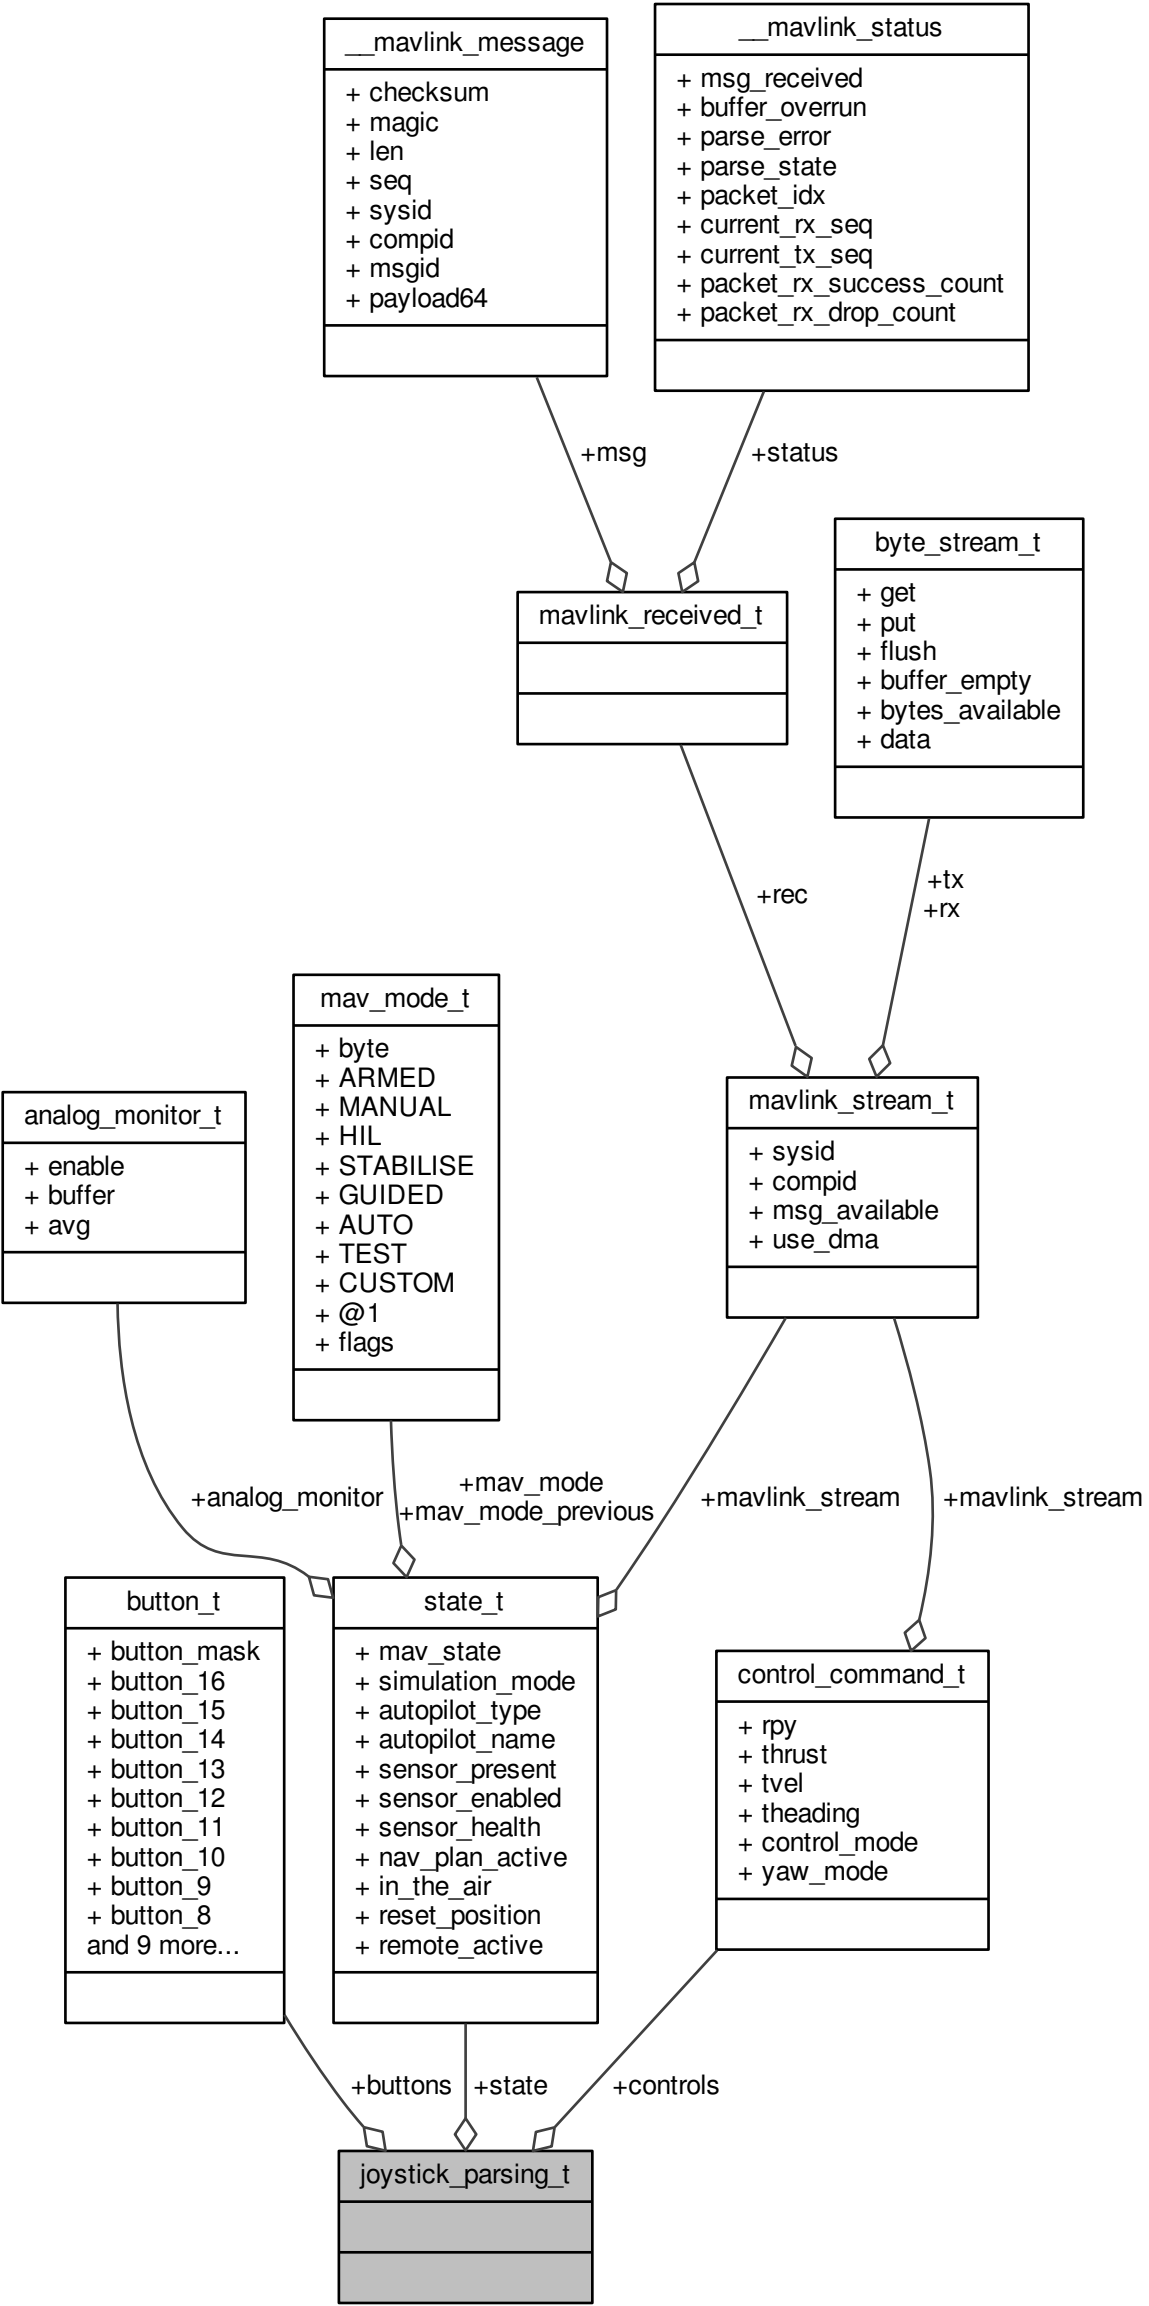 __mavlink_message
+ checksum
+ magic
+ len
+ seq
+ sysid
+ compid
+ msgid
+ payload64
__mavlink_status
+ msg_received
+ buffer_overrun
+ parse_error
+ parse_state
+ packet_idx
+ current_rx_seq
+ current_tx_seq
+ packet_rx_success_count
+ packet_rx_drop_count
+msg
+status
mavlink_received_t
byte_stream_t
+ get
+ put
+ flush
+ buffer_empty
+ bytes_available
+ data
+rec
+tx
+rx
mav_mode_t
+ byte
+ ARMED
+ MANUAL
+ HIL
+ STABILISE
+ GUIDED
+ AUTO
+ TEST
+ CUSTOM
+ @1
+ flags
analog_monitor_t
+ enable
+ buffer
+ avg
mavlink_stream_t
+ sysid
+ compid
+ msg_available
+ use_dma
+analog_monitor
+mav_mode
+mav_mode_previous
+mavlink_stream
+mavlink_stream
button_t
+ button_mask
+ button_16
+ button_15
+ button_14
+ button_13
+ button_12
+ button_11
+ button_10
+ button_9
+ button_8
and 9 more...
state_t
+ mav_state
+ simulation_mode
+ autopilot_type
+ autopilot_name
+ sensor_present
+ sensor_enabled
+ sensor_health
+ nav_plan_active
+ in_the_air
+ reset_position
+ remote_active
control_command_t
+ rpy
+ thrust
+ tvel
+ theading
+ control_mode
+ yaw_mode
+buttons
+state
+controls
joystick_parsing_t